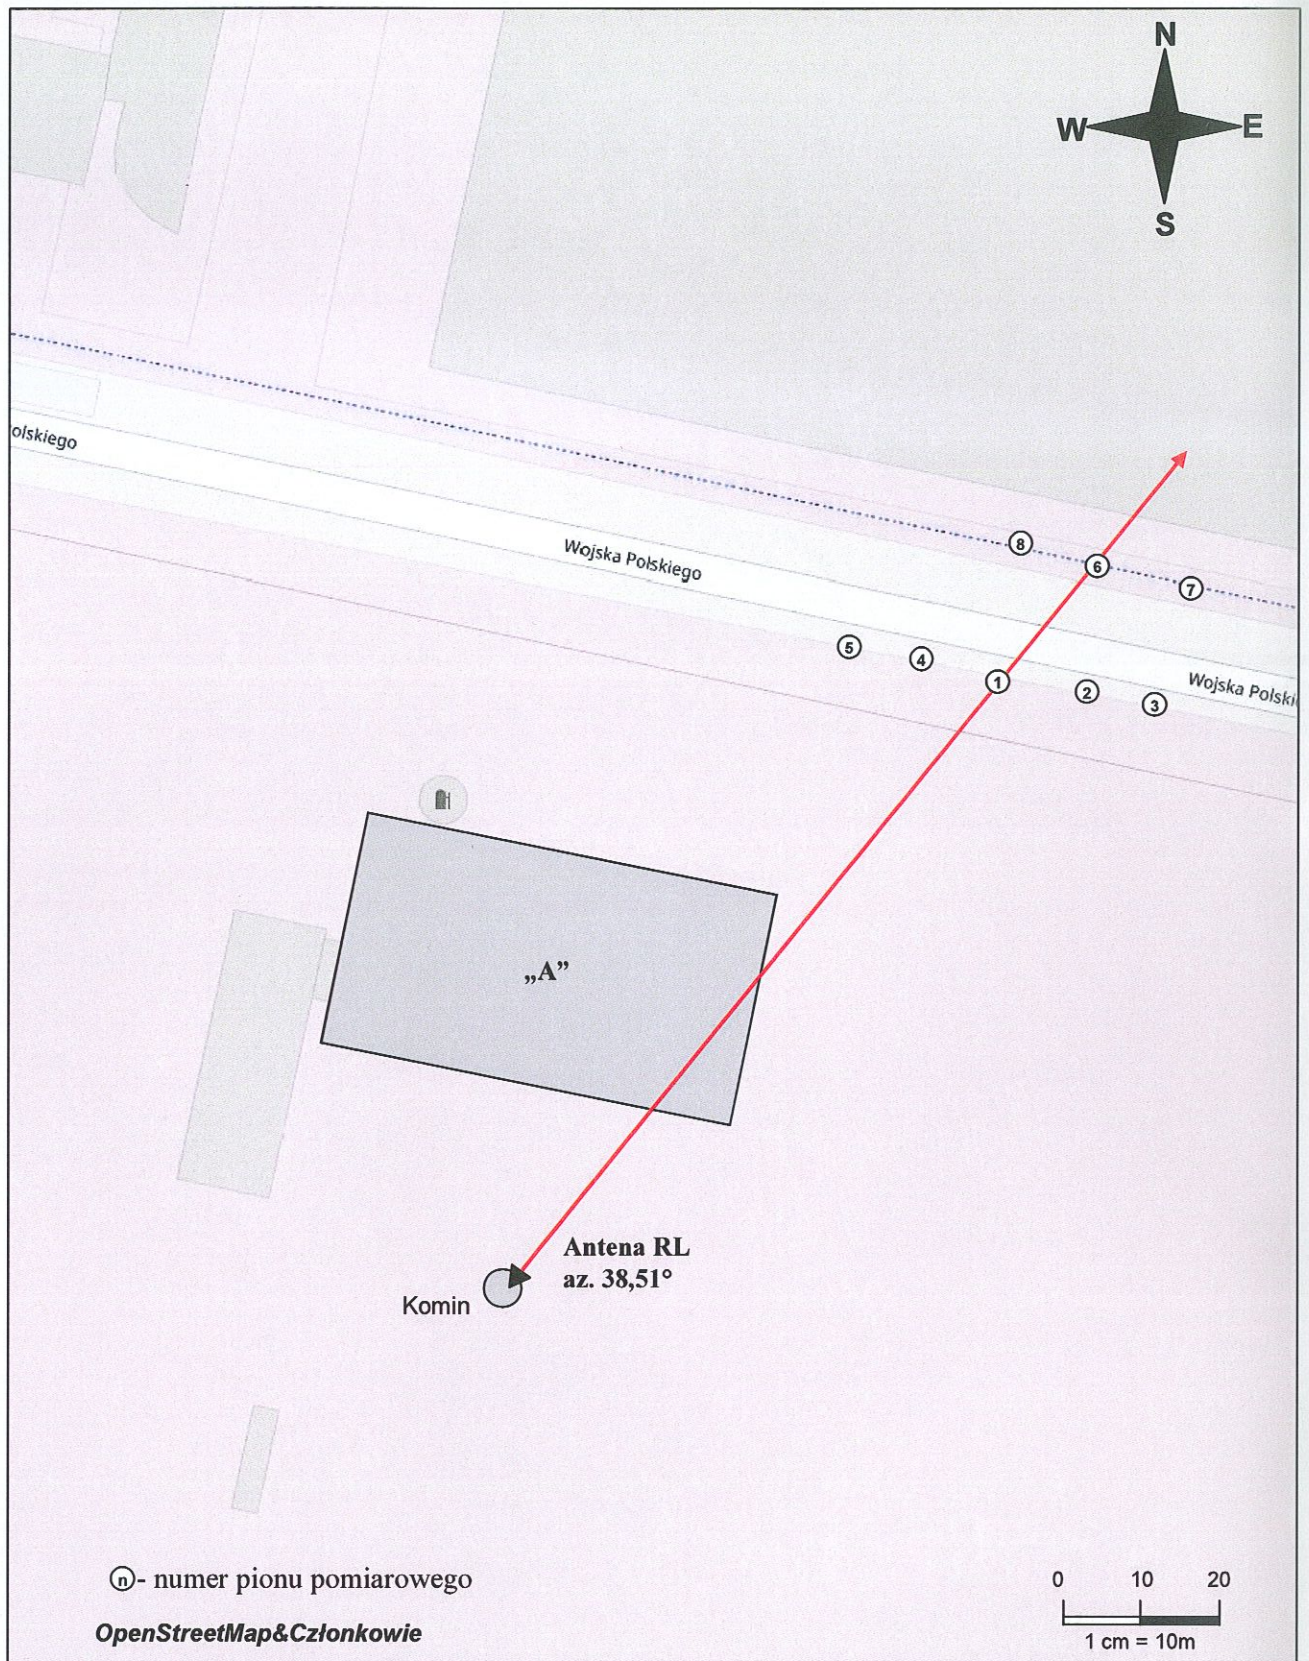 N
W E
S
olskiego
Wojska Polskiego
8
6
7
5
4
1
2
3
Wojska Polski
„A”
Antena RL
az. 38,51°
Komin
n - numer pionu pomiarowego
0 10 20
1 cm = 10m
OpenStreetMap&Członkowie